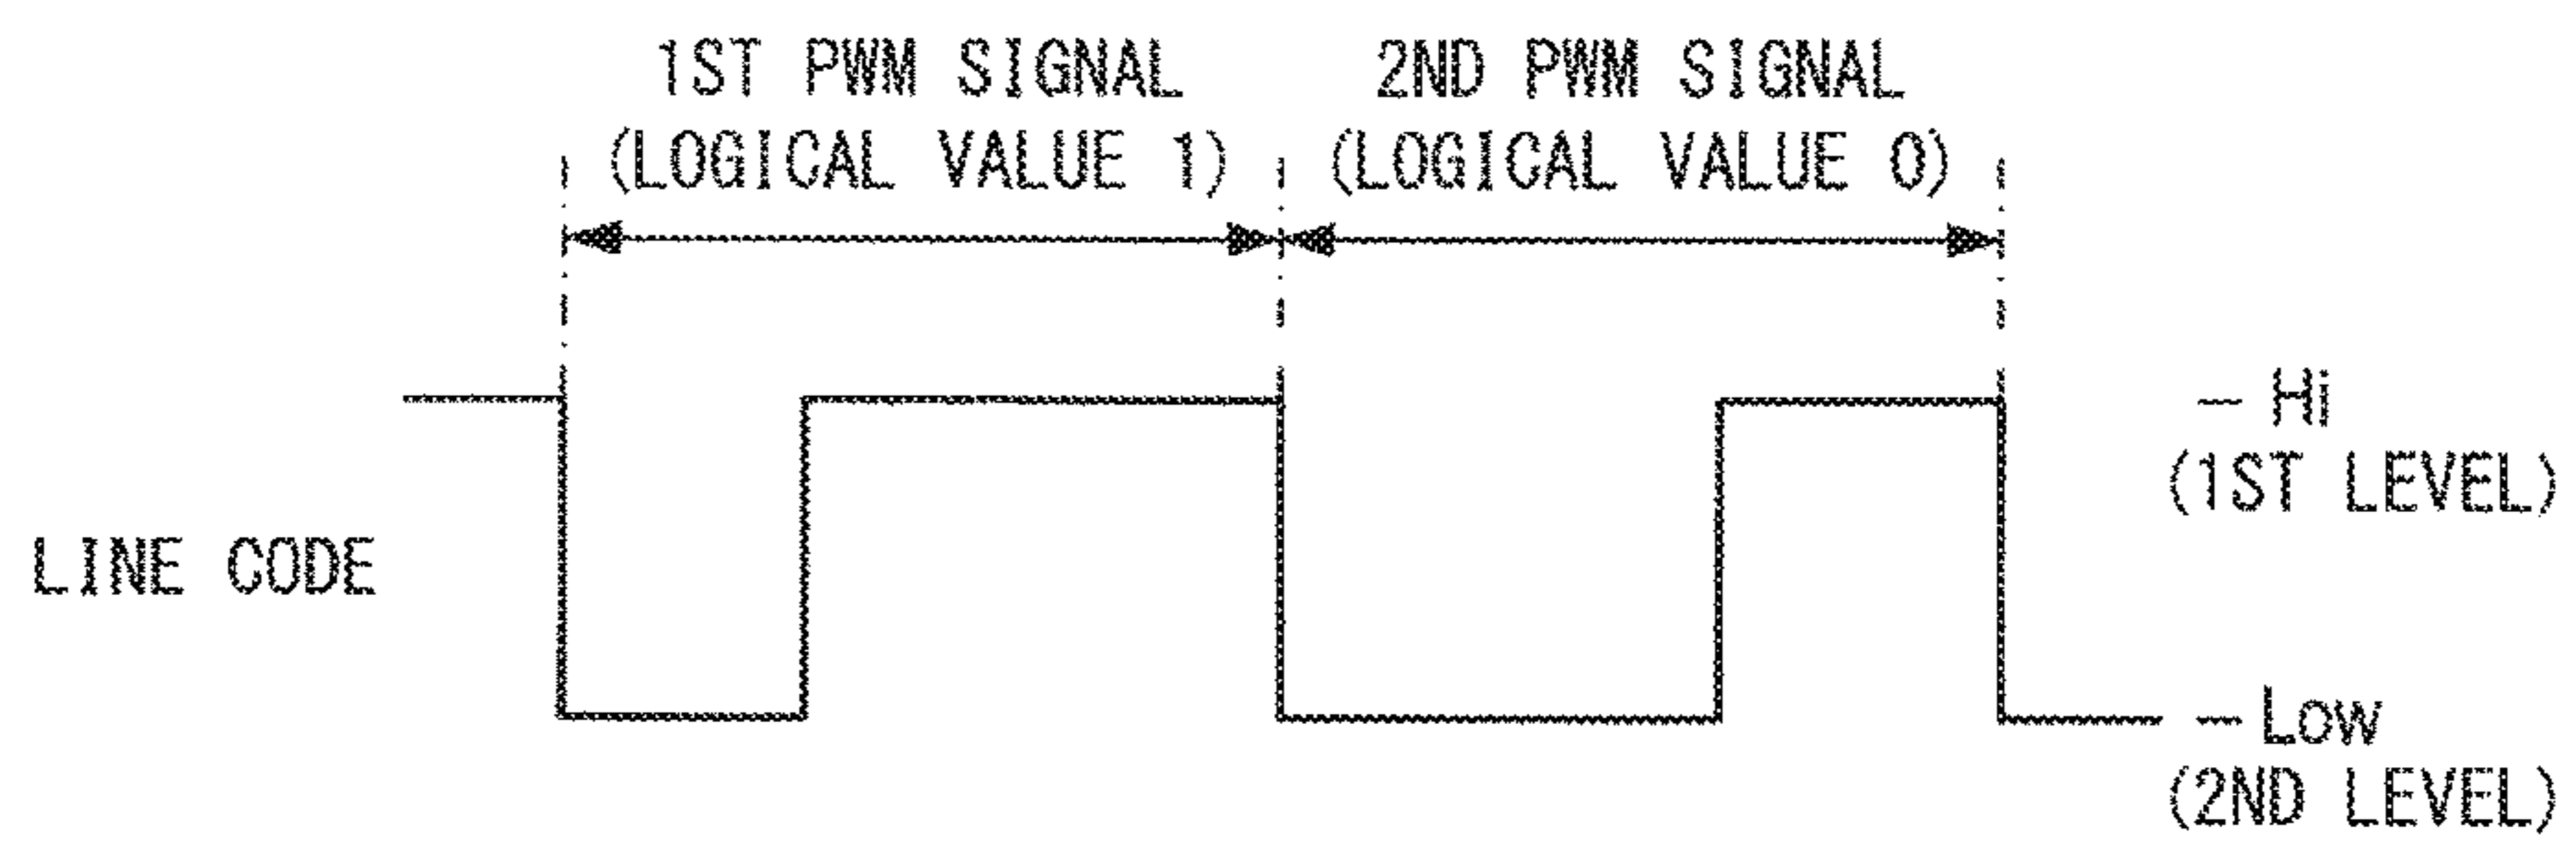 1ST PWM SIGNAL
(LOGICAL VALUE 1)
2ND PWM SIGNAL
(LOGICAL VALUE 0)
Hi
(1ST LEVEL)
LINE CODE
Low
(2ND LEVEL)